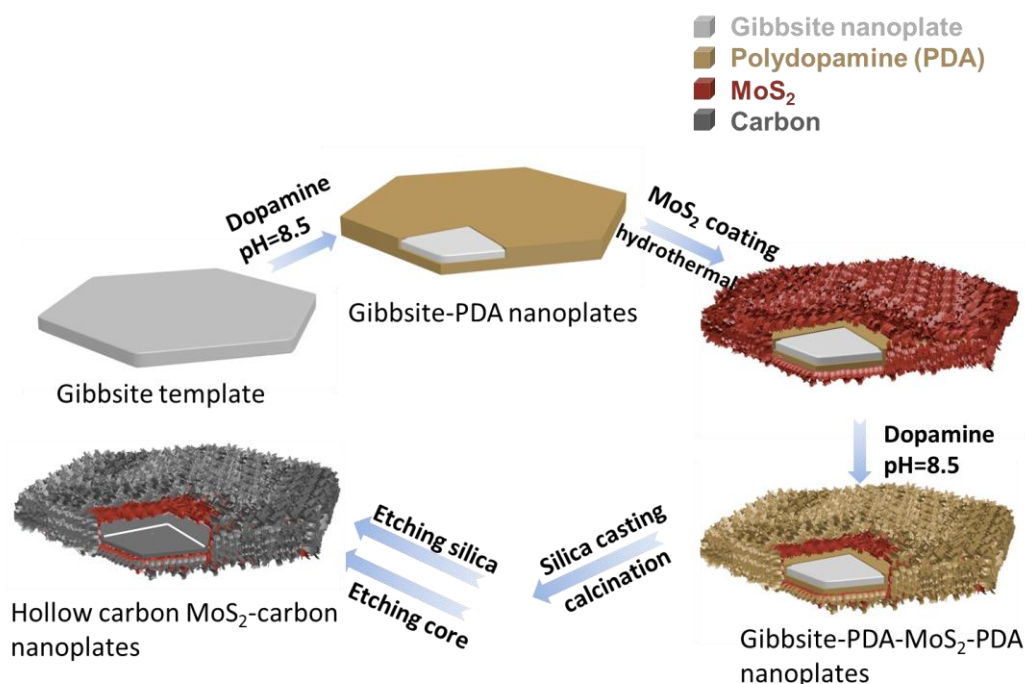 Gibbsite nanoplate
Polydopamine (PDA)
MoS₂
Carbon
Dopamine
pH=8.5
MoS₂ coating
hydrothermal
Gibbsite-PDA nanoplates
Gibbsite template
Dopamine
pH=8.5
Etching silica
Etching core
Silica casting
calcination
Hollow carbon MoS₂-carbon
nanoplates
Gibbsite-PDA-MoS₂-PDA
nanoplates